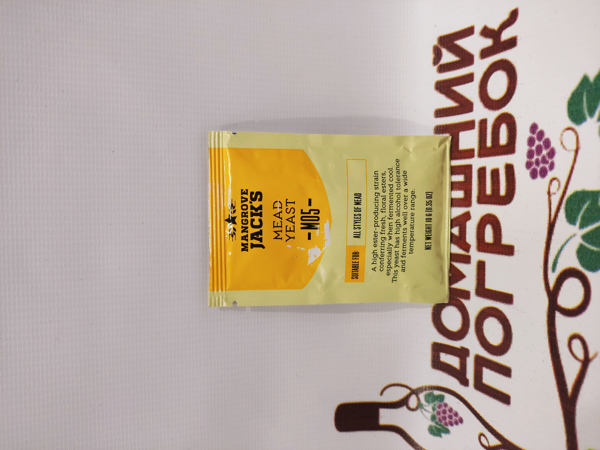 MANGROVE
JACK'S
MEAD
YEAST
-M05-
SUITABLE FOR:
ALL STYLES OF MEAD
A high ester-producing strain
conferring fresh, floral esters,
especially when fermented cool.
This yeast has high alcohol tolerance
and ferments well over a wide
temperature range
NET WEIGHT 10 G (0.35 OZ)
ДОМАШНИЙ
ПОГРЕБОК